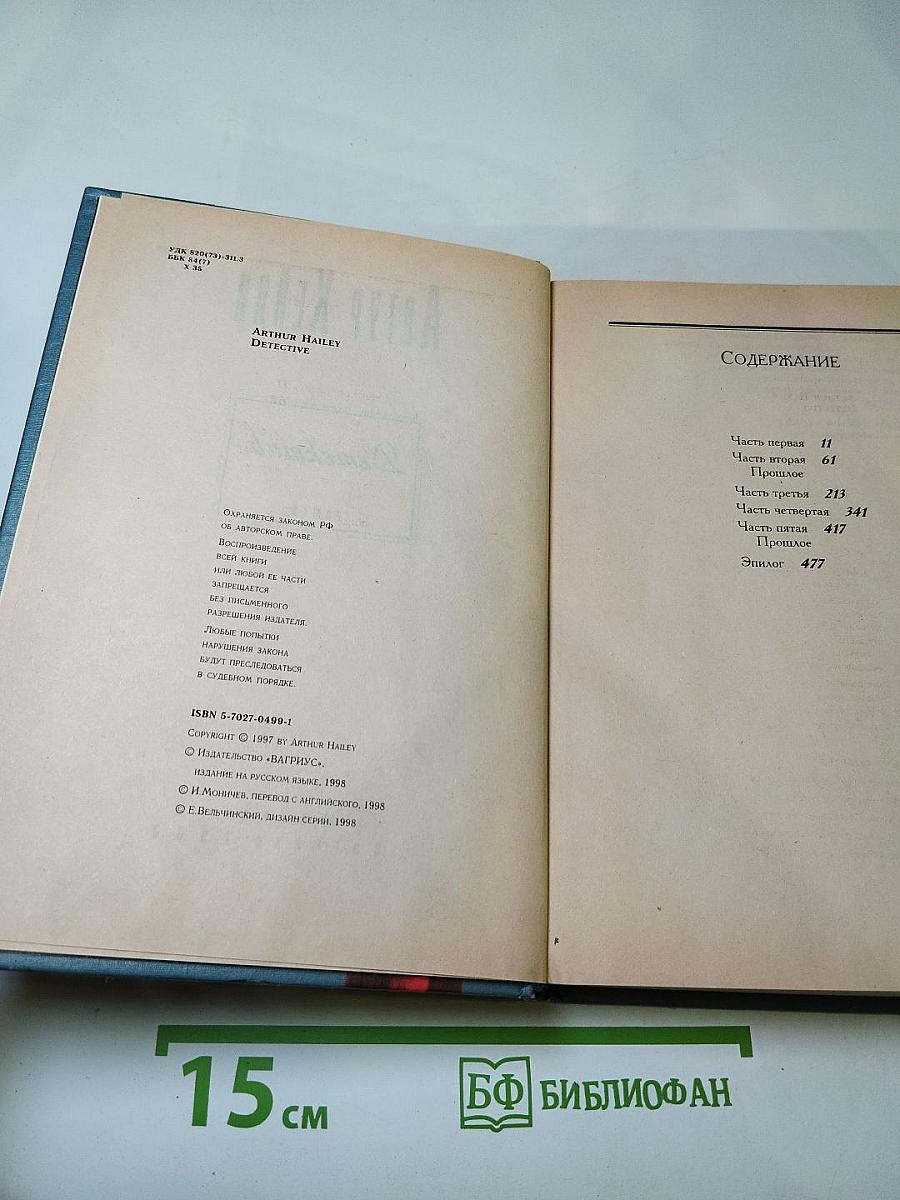 УДК 820(73)-31L3
ББК 84(7)
Х 35
Arthur Hailey
Detective
Охраняется законом РФ
об авторском праве.
Воспроизведение
всей книги
или любой ее части
запрещается
без письменного
разрешения издателя.
Любые попытки
нарушения закона
будут преследоваться
в судебном порядке.
ISBN 5-7027-0499-1
Copyright © 1997 by Arthur Hailey
© Издательство «ВАГРИУС»,
издание на русском языке, 1998
© И.Моничев, перевод с английского, 1998
© Е.Вельчинский, дизайн серии, 1998
Содержание
Часть первая 11
Часть вторая 61
Прошлое
Часть третья 213
Часть четвертая 341
Часть пятая 417
Прошлое
Эпилог 477
15 см
БФ БИБЛИОФАН